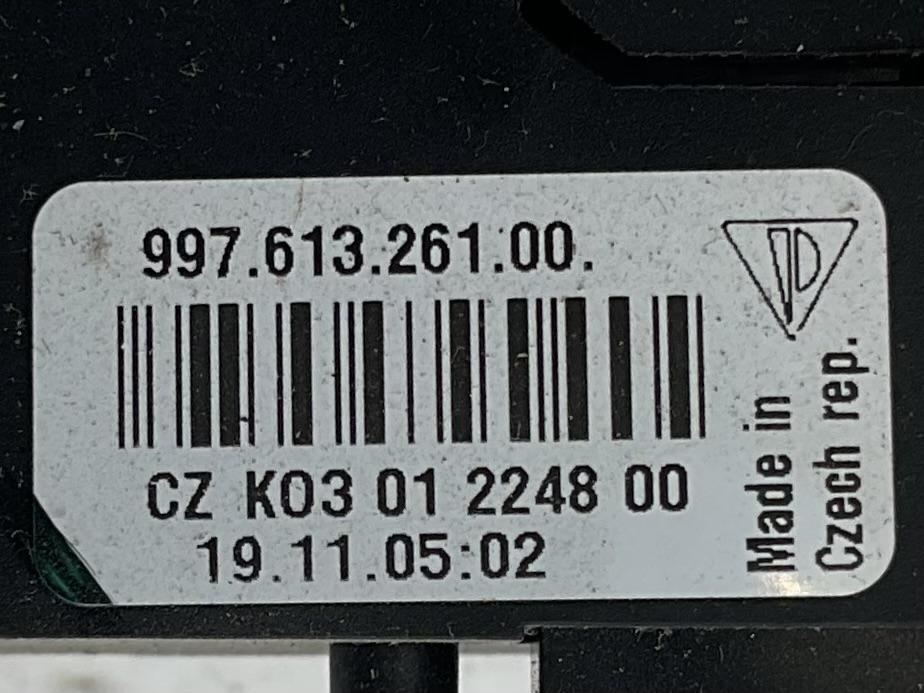 997.613.261.00.
CZ K03 01 2248 00
19.11.05:02
Made in
Czech rep.